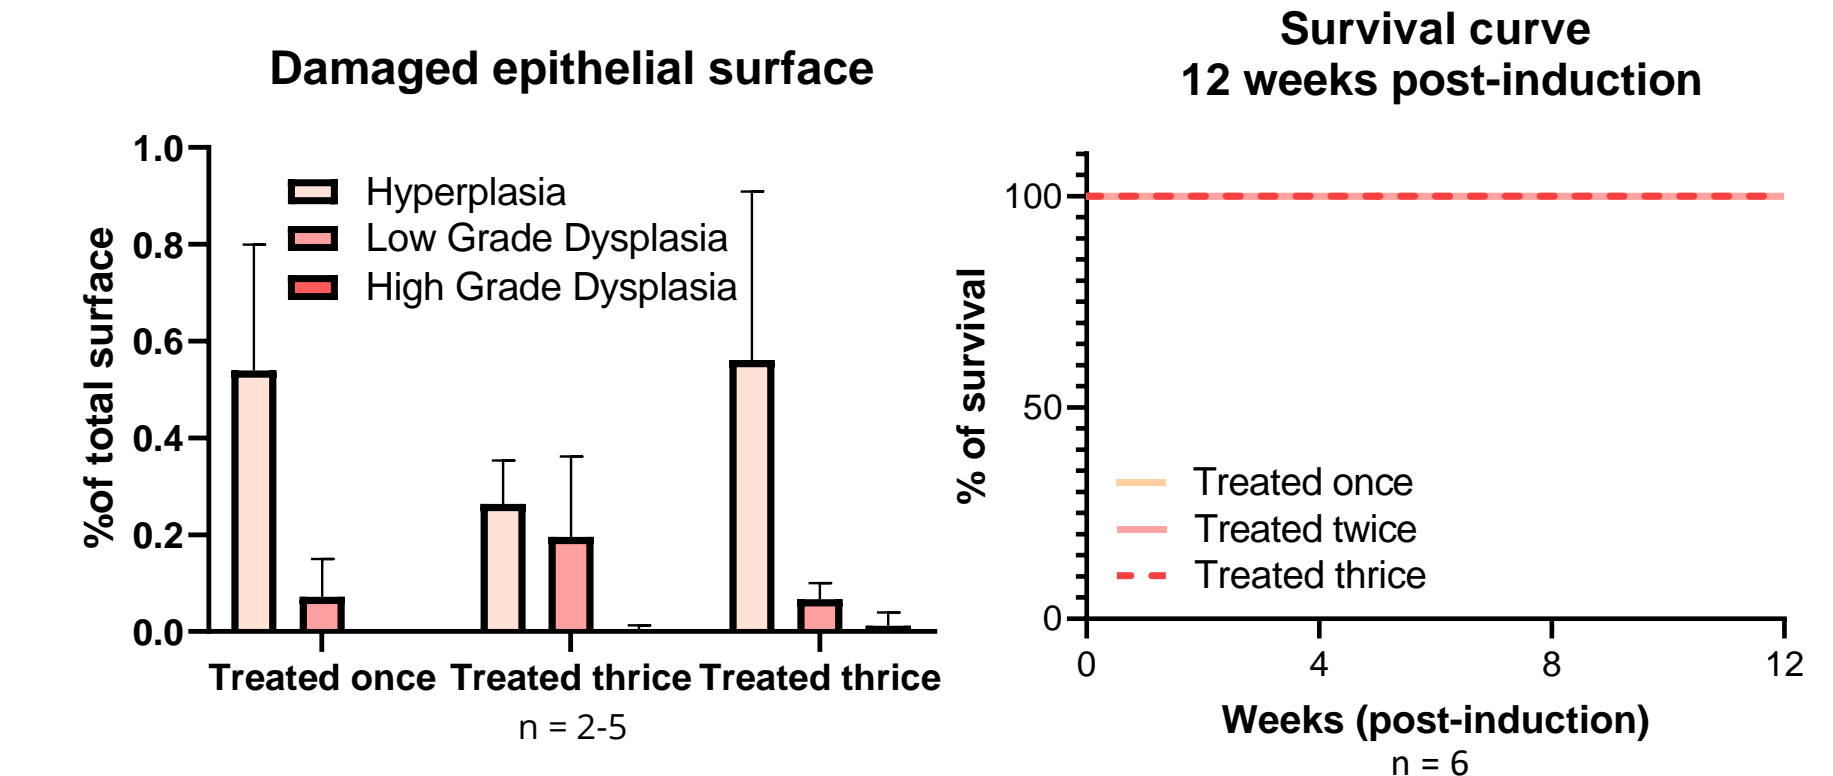 Damaged epithelial surface
1.0
0.8
0.6
0.4
0.2
0.0
%of total surface
Hyperplasia
Low Grade Dysplasia
High Grade Dysplasia
Treated once Treated thrice Treated thrice
n = 2-5
Survival curve
12 weeks post-induction
100
50
0
% of survival
Treated once
Treated twice
Treated thrice
0 4 8 12
Weeks (post-induction)
n = 6